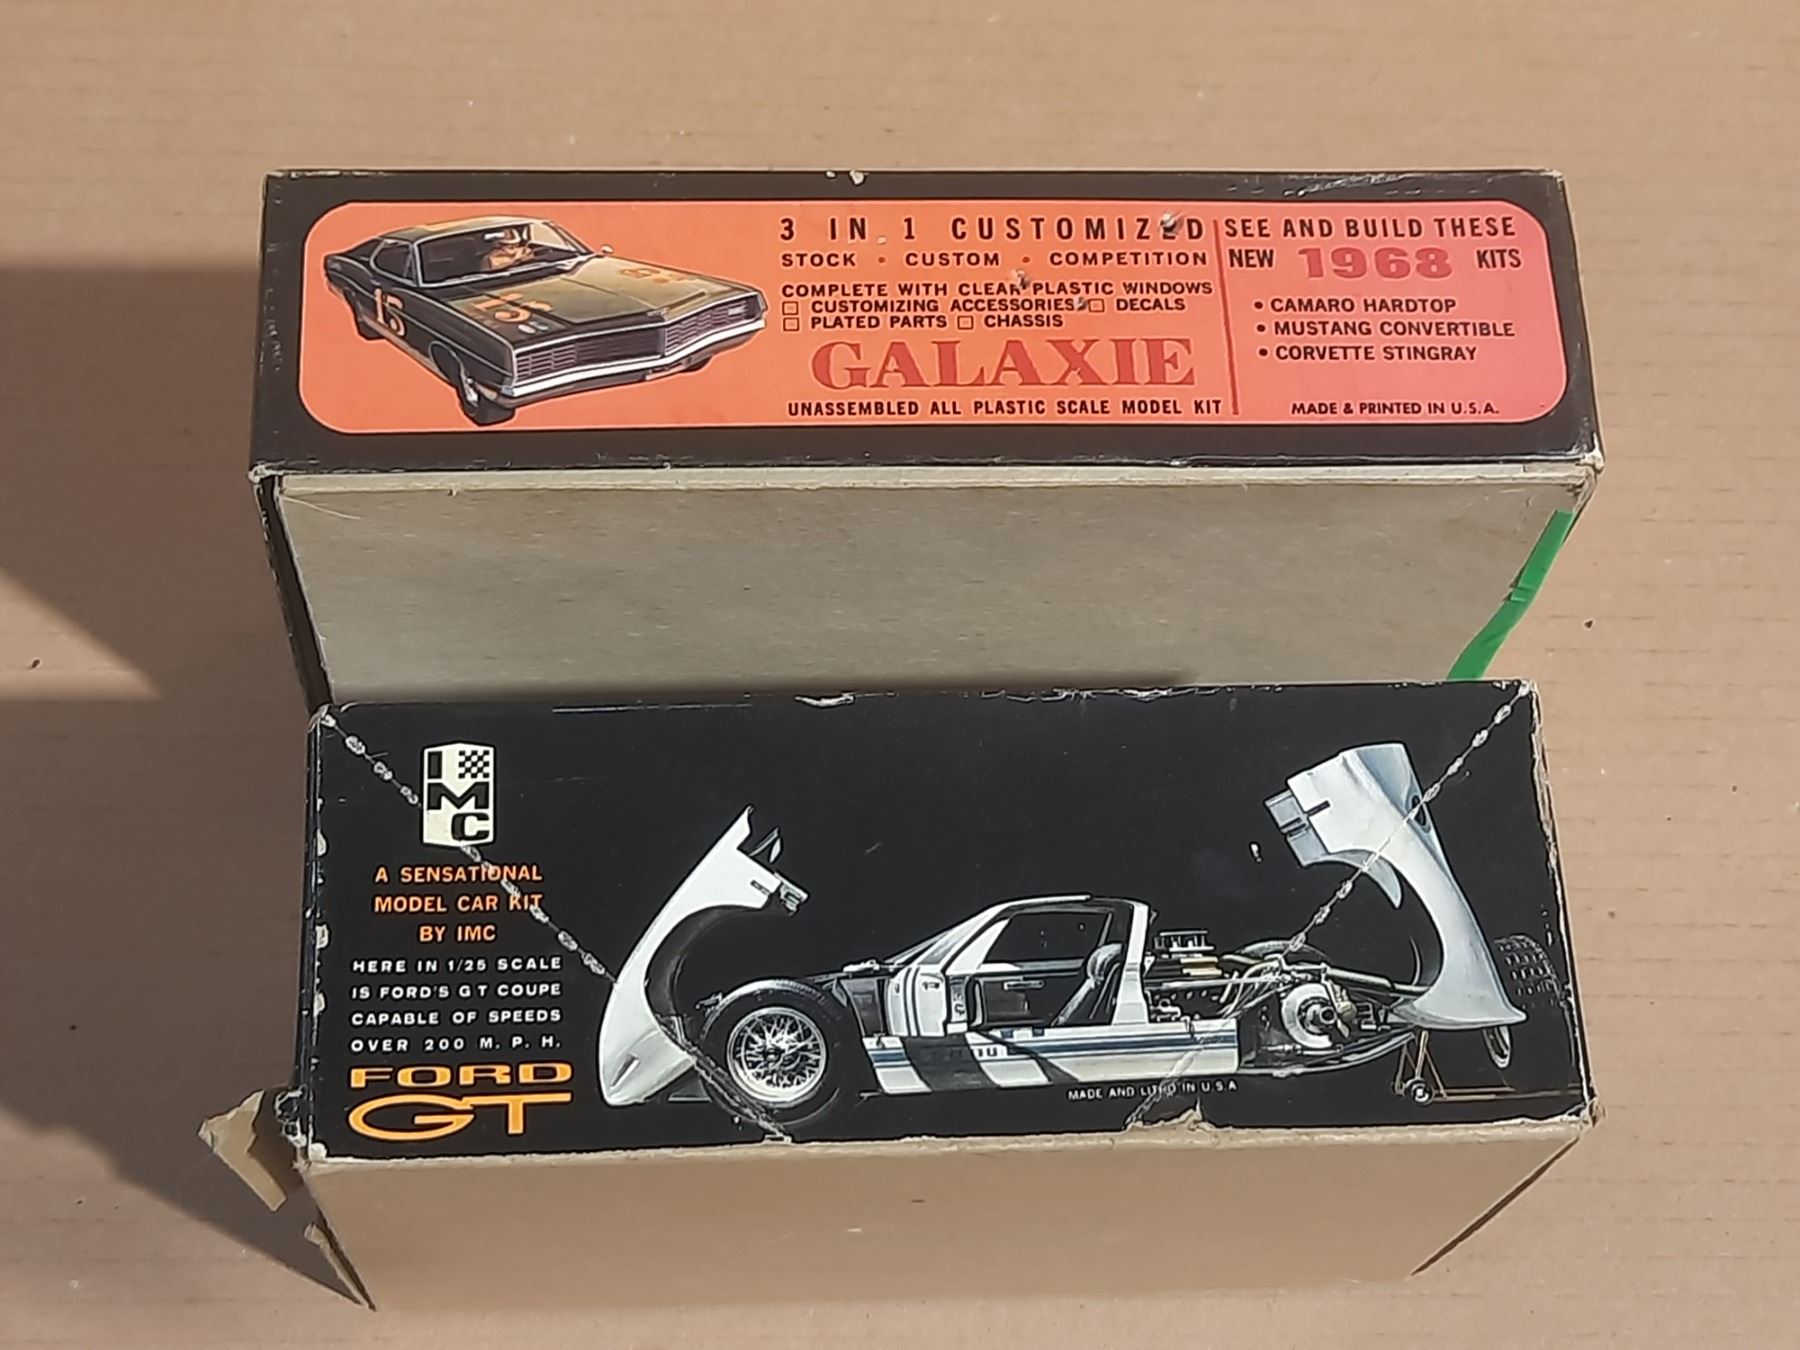 15
15
3 IN 1 CUSTOMIZED
STOCK • CUSTOM • COMPETITION
COMPLETE WITH CLEAR PLASTIC WINDOWS
□ CUSTOMIZING ACCESSORIES □ DECALS
□ PLATED PARTS □ CHASSIS
GALAXIE
UNASSEMBLED ALL PLASTIC SCALE MODEL KIT
SEE AND BUILD THESE
NEW 1968 KITS
• CAMARO HARDTOP
• MUSTANG CONVERTIBLE
• CORVETTE STINGRAY
MADE & PRINTED IN U.S.A.
IMC
A SENSATIONAL
MODEL CAR KIT
BY IMC
HERE IN 1/25 SCALE
IS FORD'S G T COUPE
CAPABLE OF SPEEDS
OVER 200 M. P. H.
FORD
GT
MADE AND LITHO IN U.S.A